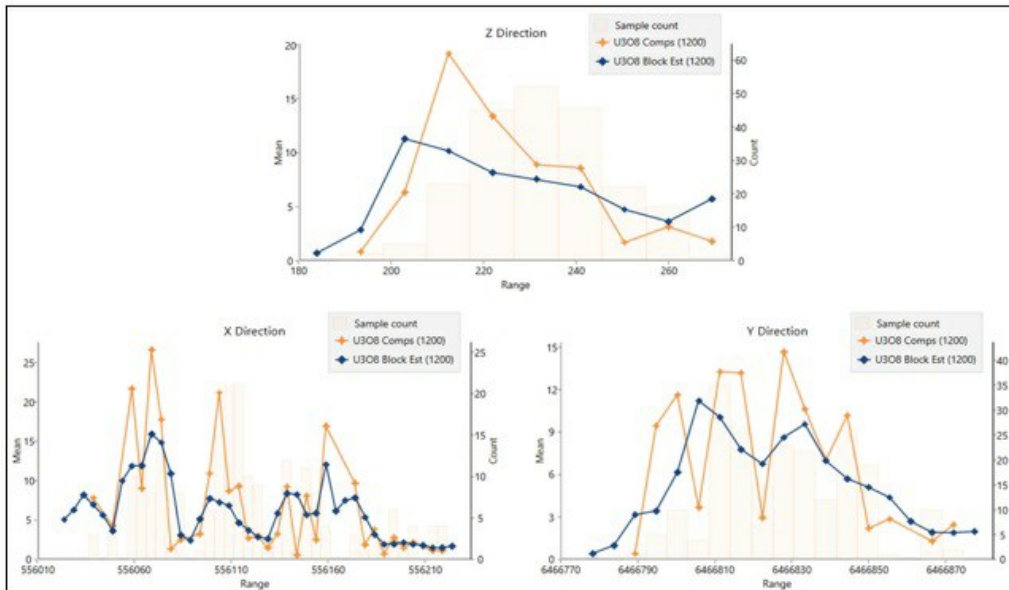 Z Direction
Sample count
U3O8 Comps (1200)
U3O8 Block Est (1200)
20
15
10
5
0
Mean
60
50
40
30
20
10
0
Count
180
200
220
240
260
Range
X Direction
Sample count
U3O8 Comps (1200)
U3O8 Block Est (1200)
25
20
15
10
5
0
Mean
25
20
15
10
5
0
Count
556010
556060
556110
556160
556210
Range
Y Direction
Sample count
U3O8 Comps (1200)
U3O8 Block Est (1200)
15
12
9
6
3
0
Mean
40
35
30
25
20
15
10
5
0
Count
6466770
6466790
6466810
6466830
6466850
6466870
Range